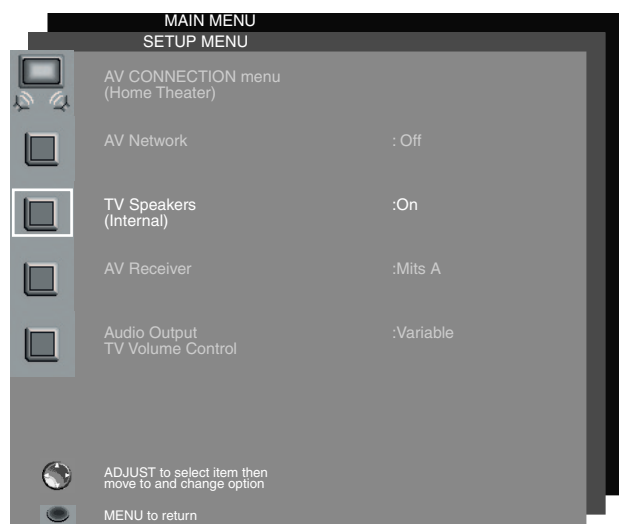 MAIN MENU
SETUP MENU
AV CONNECTION menu
(Home Theater)
AV Network : Off
TV Speakers :On
(Internal)
AV Receiver :Mits A
Audio Output :Variable
TV Volume Control
ADJUST to select item then
move to and change option
MENU to return